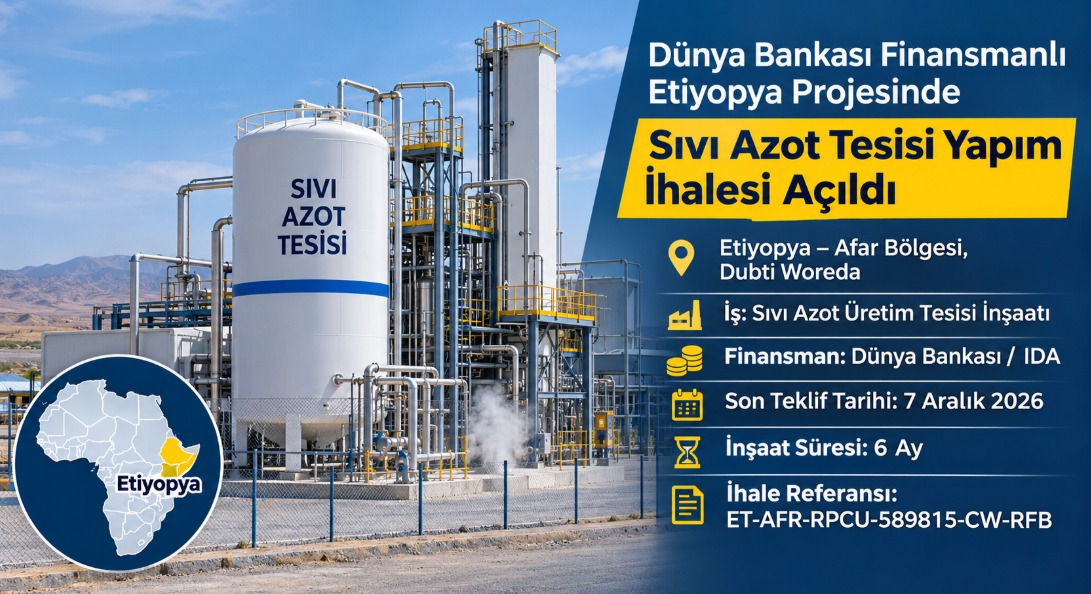 SIVI
AZOT
TESİSİ
Etiyopya
Dünya Bankası Finansmanlı
Etiyopya Projesinde
Sıvı Azot Tesisi Yapım
İhalesi Açıldı
Etiyopya – Afar Bölgesi,
Dubti Woreda
İş: Sıvı Azot Üretim Tesisi İnşaatı
Finansman: Dünya Bankası / IDA
Son Teklif Tarihi: 7 Aralık 2026
İnşaat Süresi: 6 Ay
İhale Referansı:
ET-AFR-RPCU-589815-CW-RFB